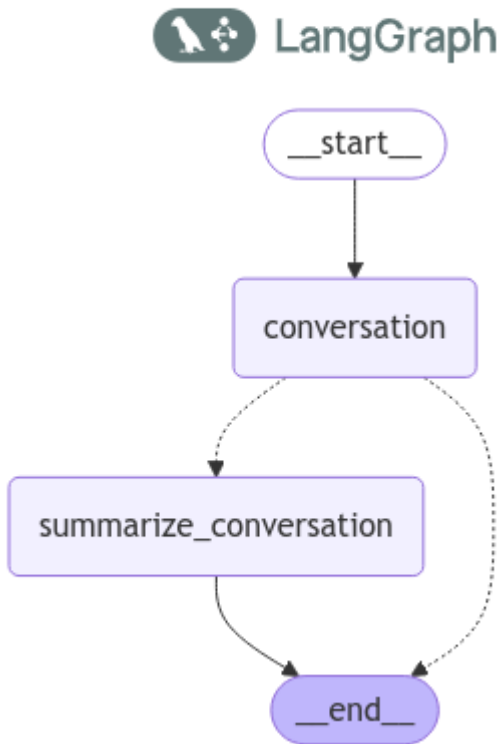 LangGraph
__start__
conversation
summarize_conversation
__end__